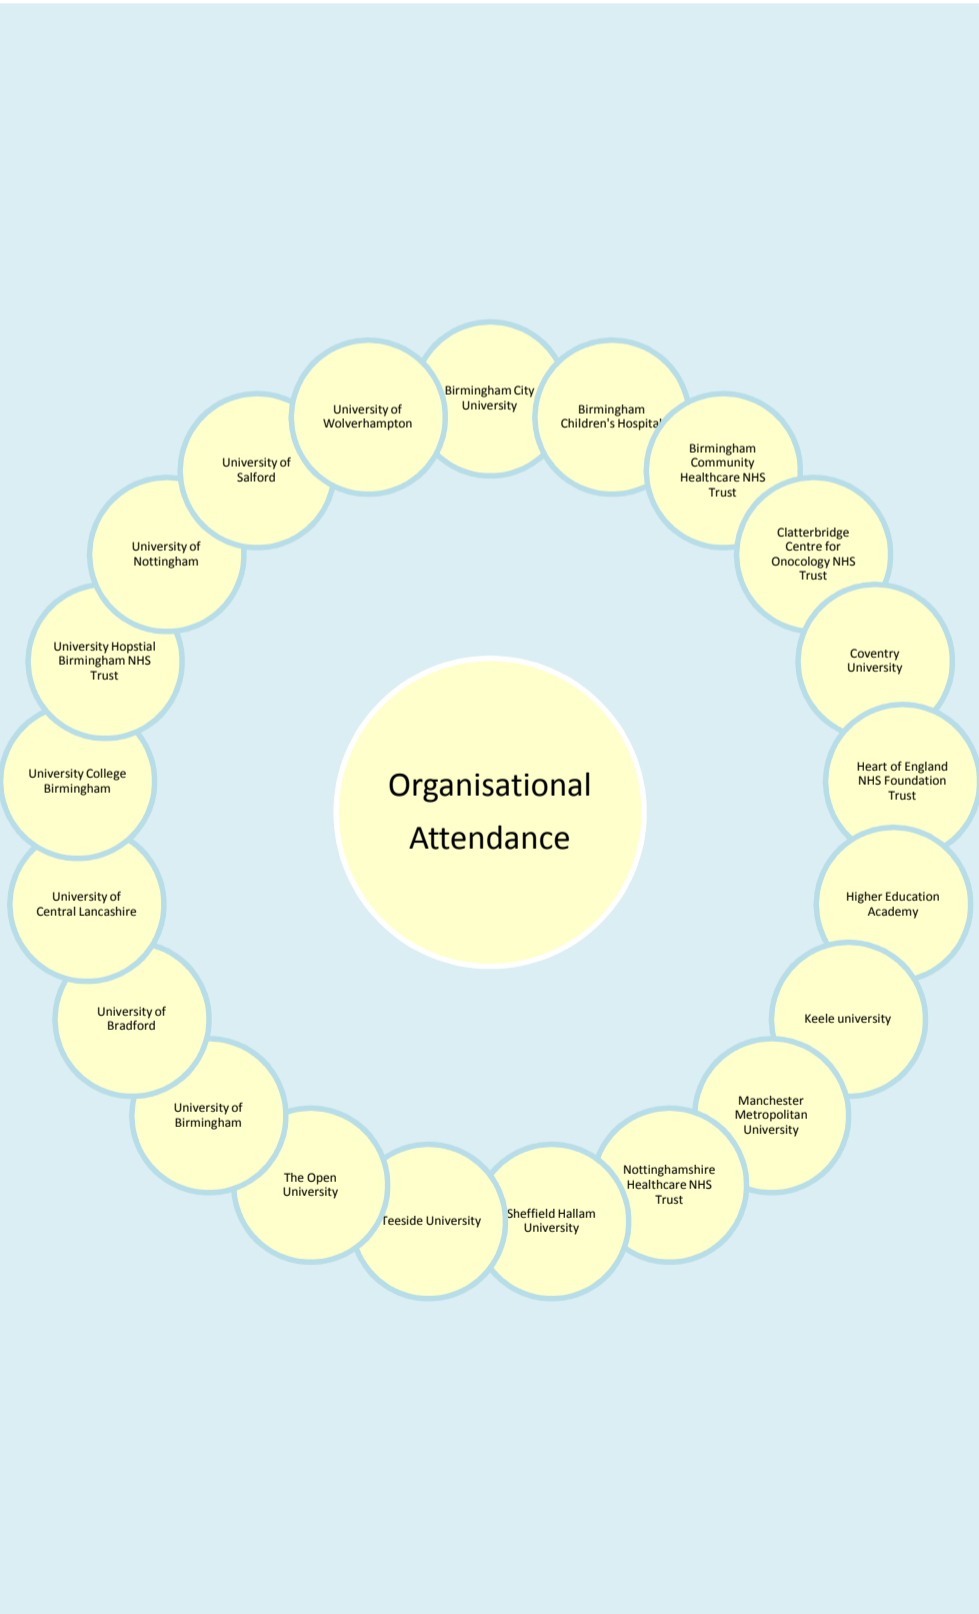 Organisational
Attendance
Birmingham City
University
Birmingham
Children's Hospital
Birmingham
Community
Healthcare NHS
Trust
Clatterbridge
Centre for
Onocology NHS
Trust
Coventry
University
Heart of England
NHS Foundation
Trust
Higher Education
Academy
Keele university
Manchester
Metropolitan
University
Nottinghamshire
Healthcare NHS
Trust
Sheffield Hallam
University
Teeside University
The Open
University
University of
Birmingham
University of
Bradford
University of
Central Lancashire
University College
Birmingham
University Hopstial
Birmingham NHS
Trust
University of
Nottingham
University of
Salford
University of
Wolverhampton